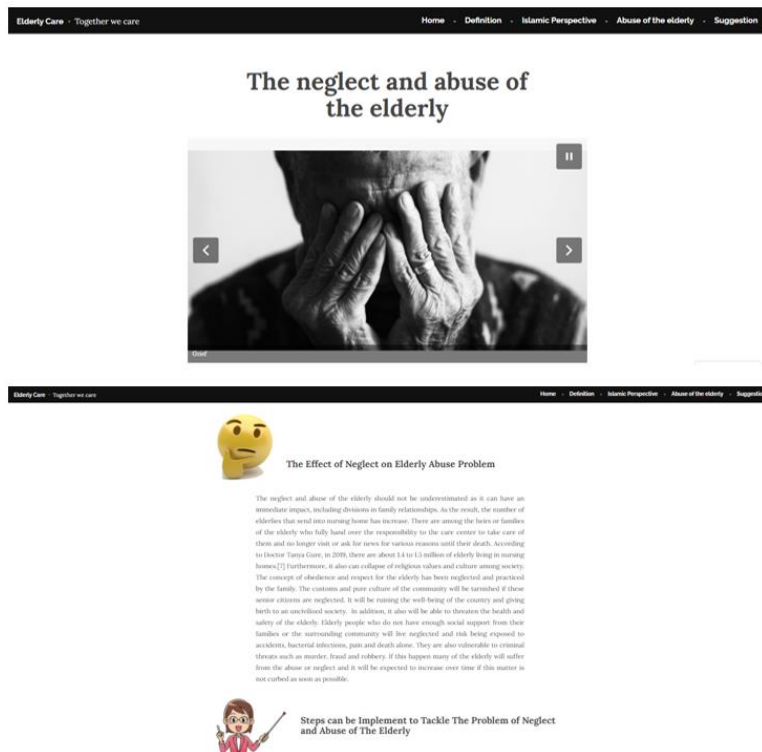 Elderly Care · Together we care
Home · Definition · Islamic Perspective · Abuse of the elderly · Suggestion
The neglect and abuse of
the elderly
Grief
Elderly Care · Together we care
Home · Definition · Islamic Perspective · Abuse of the elderly · Suggestio
The Effect of Neglect on Elderly Abuse Problem
The neglect and abuse of the elderly should not be underestimated as it can have an
immediate impact, including divisions in family relationships. As the result, the number of
elderlies that send into nursing home has increase. There are among the heirs or families
of the elderly who fully hand over the responsibility to the care center to take care of
them and no longer visit or ask for news for various reasons until their death. According
to Doctor Tanya Gure, in 2019, there are about 1.4 to 1.5 million of elderly living in nursing
homes.[7] Furthermore, it also can collapse of religious values and culture among society.
The concept of obedience and respect for the elderly has been neglected and practiced
by the family. The customs and pure culture of the community will be tarnished if these
senior citizens are neglected, it will be ruining the well-being of the country and giving
birth to an uncivilised society. In addition, it also will be able to threaten the health and
safety of the elderly. Elderly people who do not have enough social support from their
families or the surrounding community will live neglected and risk being exposed to
accidents, bacterial infections, pain and death alone. They are also vulnerable to criminal
threats such as murder, fraud and robbery. If this happen many of the elderly will suffer
from the abuse or neglect and it will be expected to increase over time if this matter is
not curbed as soon as possible.
Steps can be Implement to Tackle The Problem of Neglect
and Abuse of The Elderly